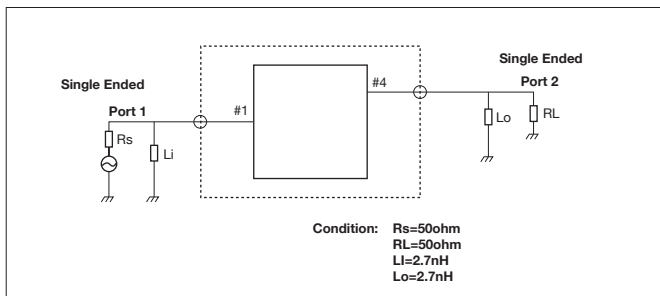 Single Ended
Port 1
Rs
Li
#1
#4
Single Ended
Port 2
Lo
RL
Condition: Rs=50ohm
RL=50ohm
LI=2.7nH
Lo=2.7nH